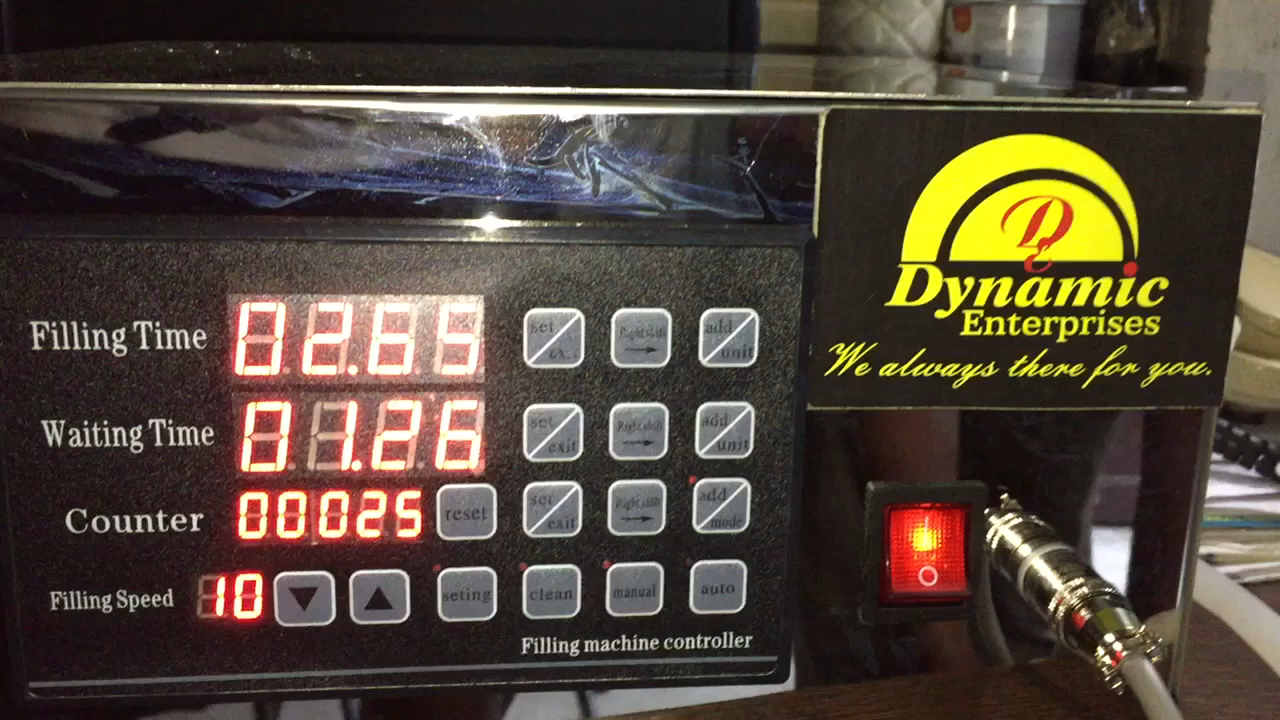 Filling Time 02.65 set exit Rightshift add unit
Waiting Time 01.26 set exit Rightshift add unit
Counter 00025 reset set exit Rightshift add mode
Filling Speed 10 seting clean manual auto
Filling machine controller
D
Dynamic
Enterprises
We always there for you.